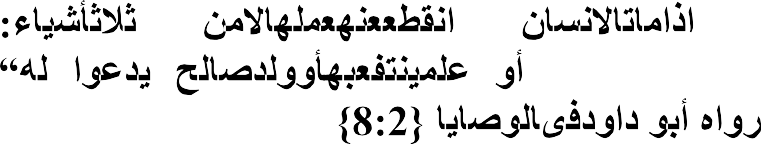 اذاماتالانسان انقطععنهعملهالامن ثلاثأشياء:
أو علمينتفعبهأوولدصالح يدعوا له“
رواه أبو داودفىالوصايا {8:2}